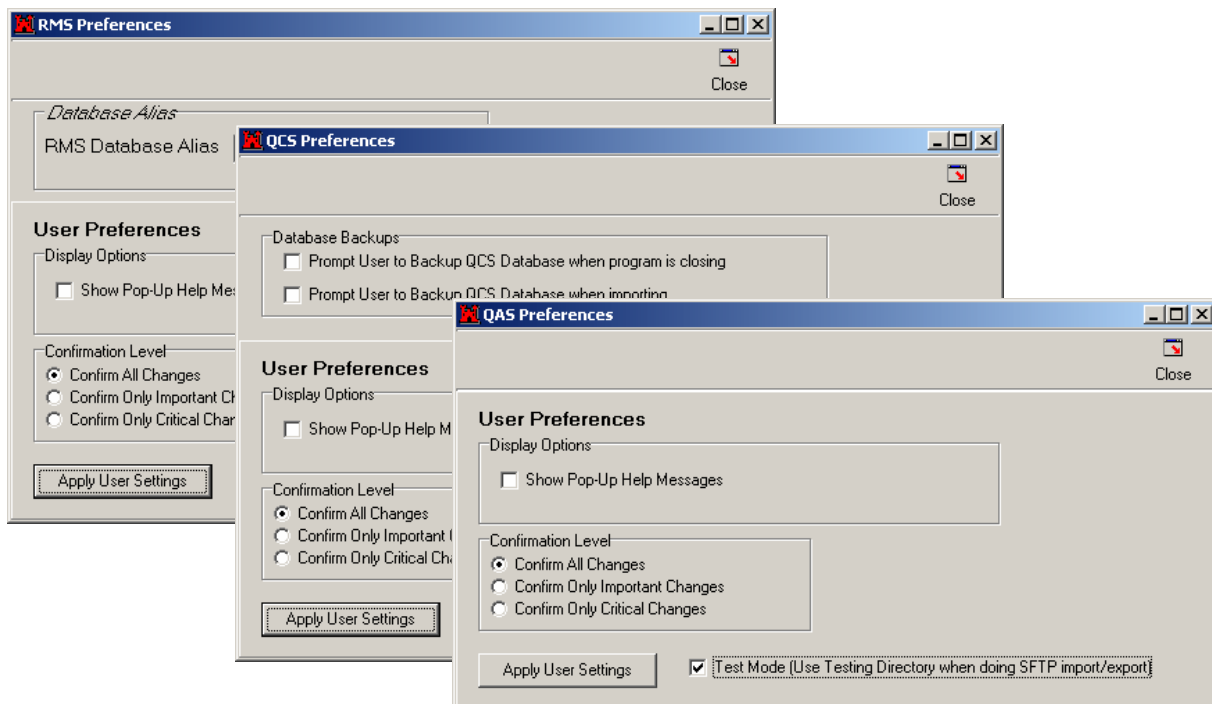 RMS Preferences
Close
Database Alias
RMS Database Alias
User Preferences
Display Options
Show Pop-Up Help
Confirmation Level
Confirm All Changes
Confirm Only Important
Confirm Only Critical
Apply User Settings
QCS Preferences
Close
Database Backups
Prompt User to Backup QCS Database when program is closing
Prompt User to Backup QCS Database when importing
User Preferences
Display Options
Show Pop-Up Help
Confirmation Level
Confirm All Changes
Confirm Only Important
Confirm Only Critical
Apply User Settings
QAS Preferences
Close
User Preferences
Display Options
Show Pop-Up Help Messages
Confirmation Level
Confirm All Changes
Confirm Only Important Changes
Confirm Only Critical Changes
Apply User Settings
Test Mode (Use Testing Directory when doing SFTP import/export)